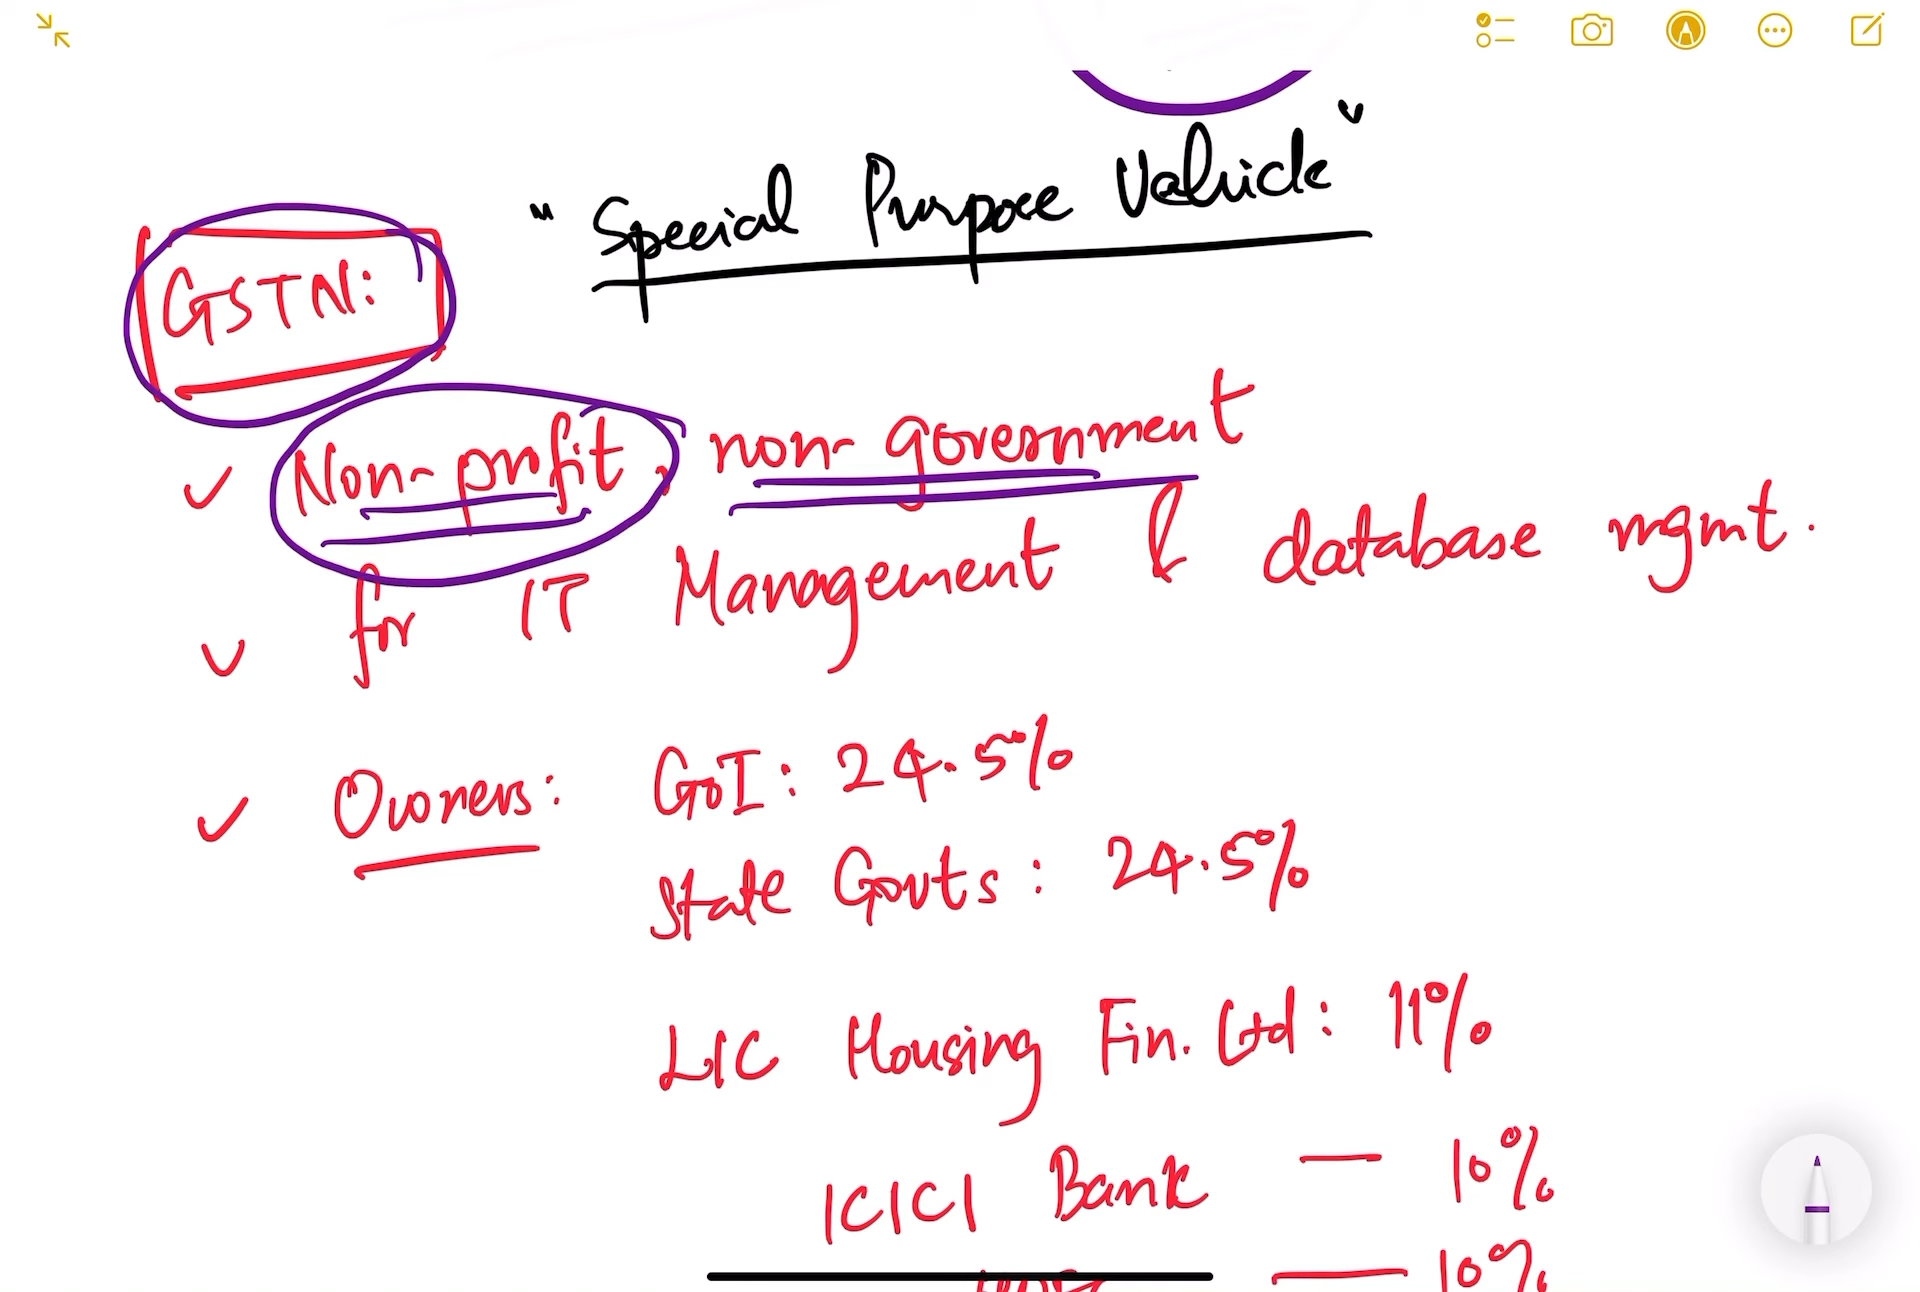 "Special Purpose Vehicle"
GSTN:
✓ Non-profit, non-government
✓ for IT Management & database mgmt.
✓ Owners: GoI: 24.5%
State Govts: 24.5%
LIC Housing Fin. Ltd: 11%
ICICI Bank — 10%
— 10%